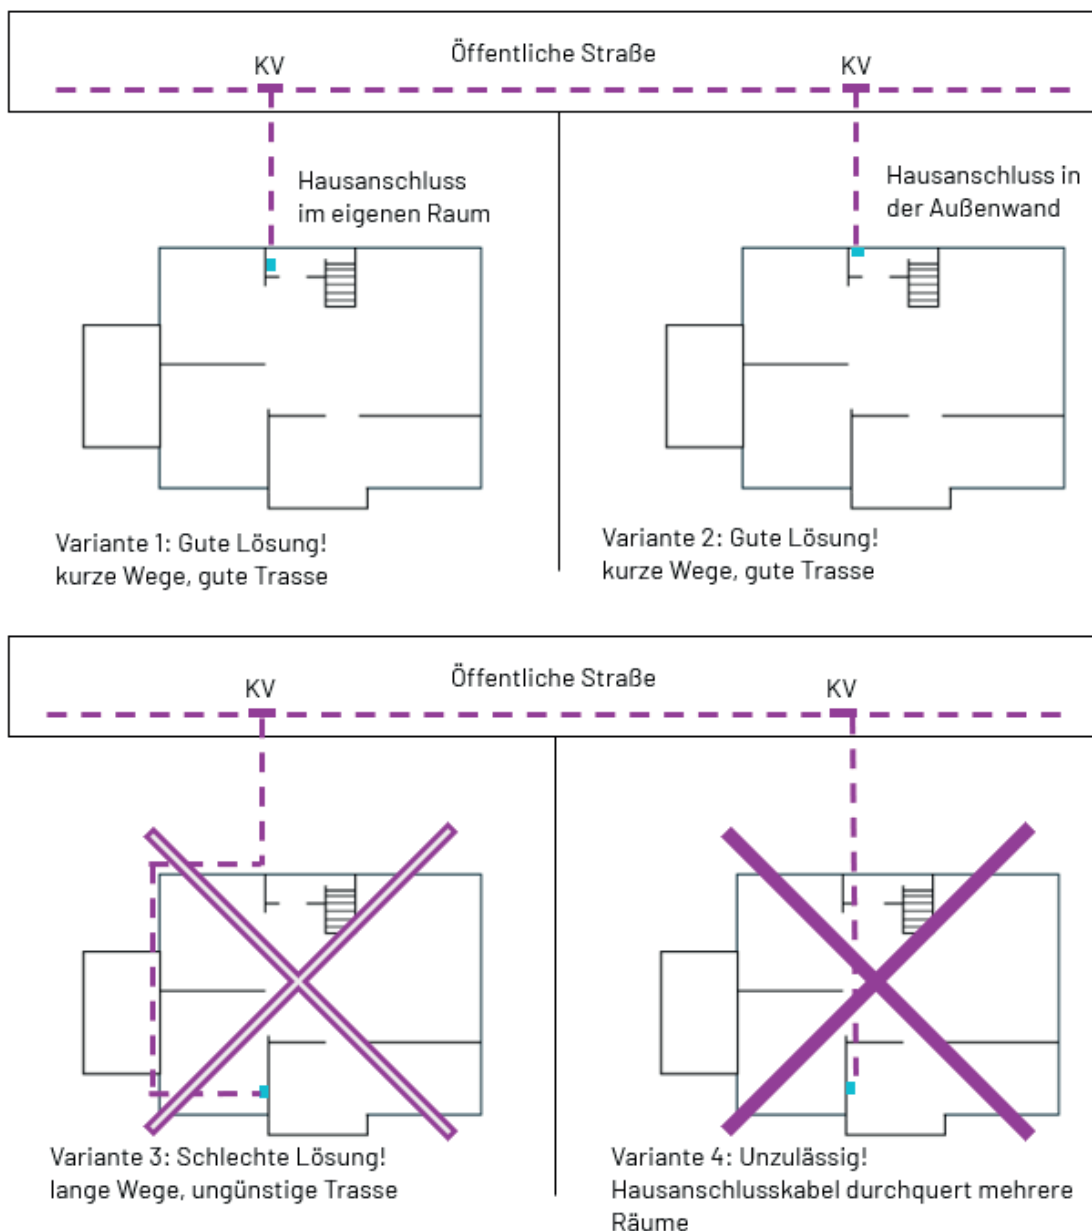 Öffentliche Straße
KV
KV
Hausanschluss
im eigenen Raum
Hausanschluss in
der Außenwand
Variante 1: Gute Lösung!
kurze Wege, gute Trasse
Variante 2: Gute Lösung!
kurze Wege, gute Trasse
Öffentliche Straße
KV
KV
Variante 3: Schlechte Lösung!
lange Wege, ungünstige Trasse
Variante 4: Unzulässig!
Hausanschlusskabel durchquert mehrere
Räume